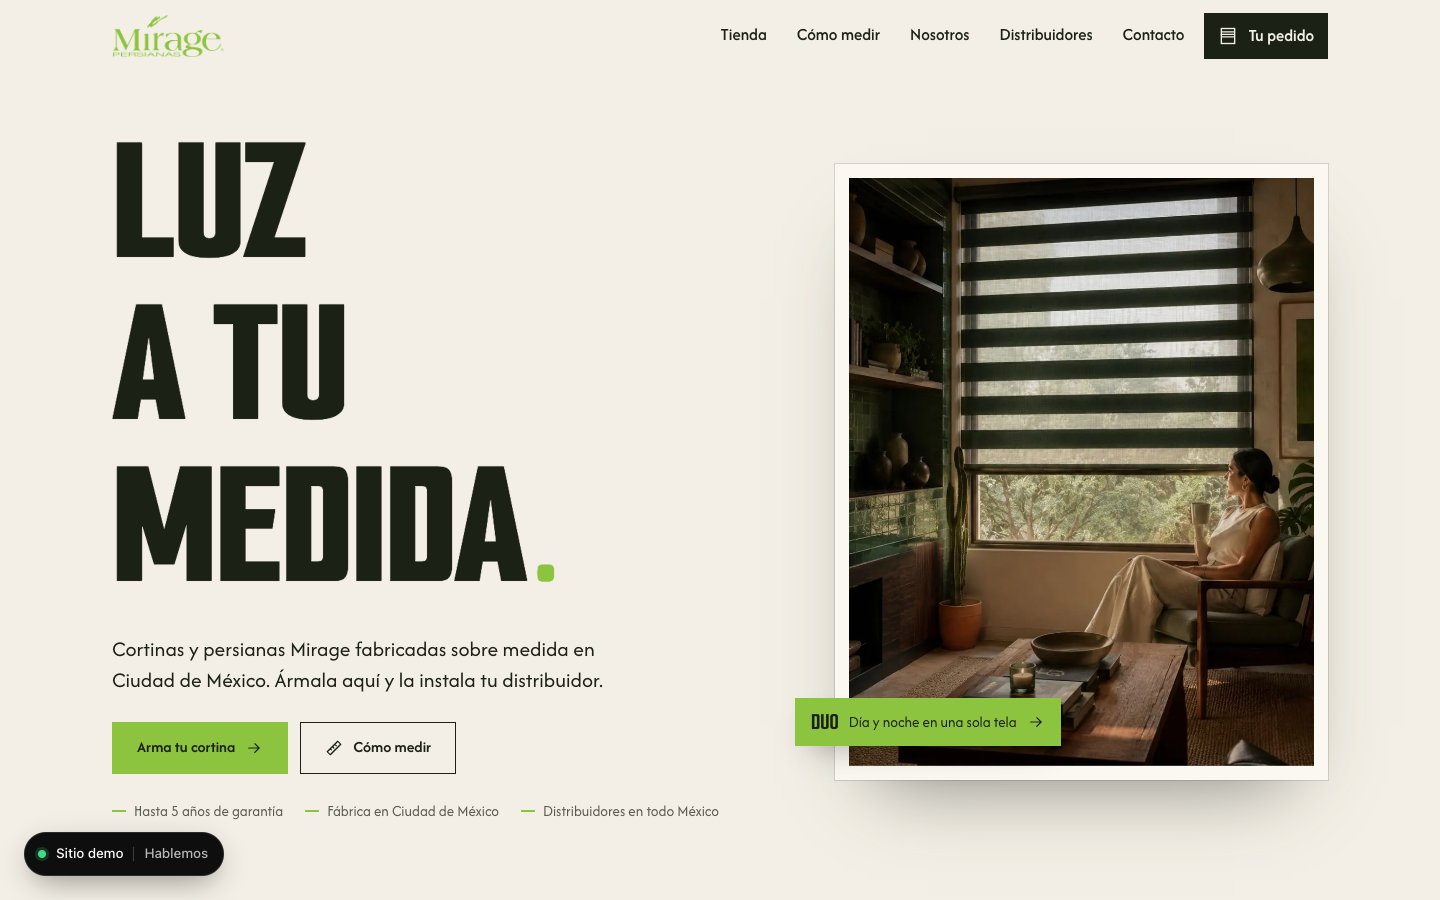 Mirage
PERSIANAS
Tienda
Cómo medir
Nosotros
Distribuidores
Contacto
Tu pedido
LUZ
A TU
MEDIDA.
Cortinas y persianas Mirage fabricadas sobre medida en
Ciudad de México. Ármala aquí y la instala tu distribuidor.
Arma tu cortina
Cómo medir
Hasta 5 años de garantía
Fábrica en Ciudad de México
Distribuidores en todo México
DUO Día y noche en una sola tela
Sitio demo
Hablemos